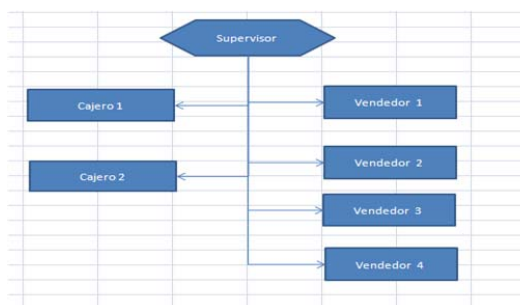 Supervisor
Cajero 1
Vendedor 1
Cajero 2
Vendedor 2
Vendedor 3
Vendedor 4